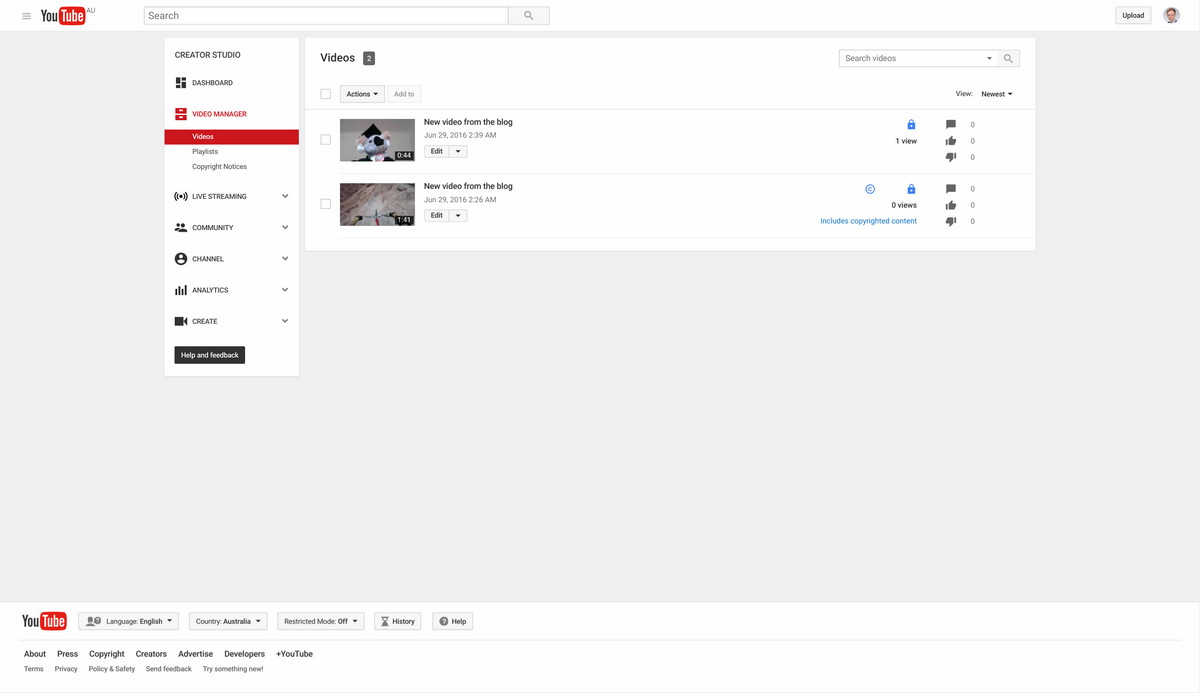 YouTube AU
Search
Upload
CREATOR STUDIO
DASHBOARD
VIDEO MANAGER
Videos
Playlists
Copyright Notices
LIVE STREAMING
COMMUNITY
CHANNEL
ANALYTICS
CREATE
Help and feedback
Videos 2
Search videos
Actions Add to
View: Newest
New video from the blog
Jun 29, 2016 2:39 AM
Edit
0:44
1 view
0
0
0
New video from the blog
Jun 29, 2016 2:26 AM
Edit
1:41
0 views
Includes copyrighted content
0
0
0
YouTube Language: English Country: Australia Restricted Mode: Off History Help
About Press Copyright Creators Advertise Developers +YouTube
Terms Privacy Policy & Safety Send feedback Try something new!